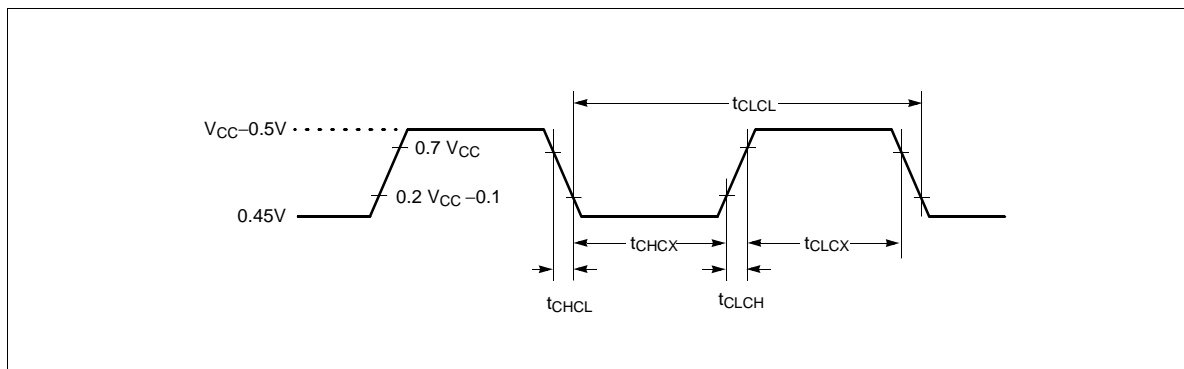 tCLCL
VCC–0.5V
0.7 VCC
0.2 VCC –0.1
0.45V
tCHCX
tCLCX
tCHCL
tCLCH